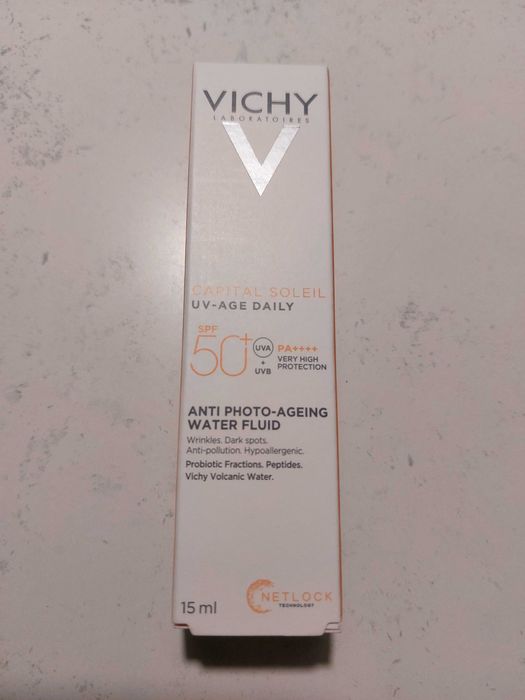 VICHY
LABORATOIRES
V
CAPITAL SOLEIL
UV-AGE DAILY
SPF
50+
UVA
+
UVB
PA++++
VERY HIGH
PROTECTION
ANTI PHOTO-AGEING
WATER FLUID
Wrinkles. Dark spots.
Anti-pollution. Hypoallergenic.
Probiotic Fractions. Peptides.
Vichy Volcanic Water.
NETLOCK
TECHNOLOGY
15 ml